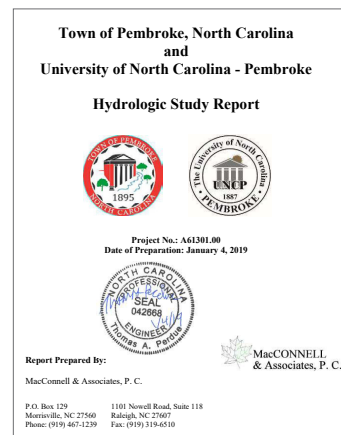 Town of Pembroke, North Carolina
and
University of North Carolina - Pembroke
Hydrologic Study Report
TOWN OF PEMBROKE
1895
NORTH CAROLINA
The University of North Carolina
UNCP
1887
PEMBROKE
Project No.: A61301.00
Date of Preparation: January 4, 2019
NORTH CAROLINA
PROFESSIONAL
SEAL
042668
ENGINEER
Thomas A. Perdue
1/4/19
MacCONNELL
& Associates, P. C.
Report Prepared By:
MacConnell & Associates, P. C.
P.O. Box 129 1101 Nowell Road, Suite 118
Morrisville, NC 27560 Raleigh, NC 27607
Phone: (919) 467-1239 Fax: (919) 319-6510